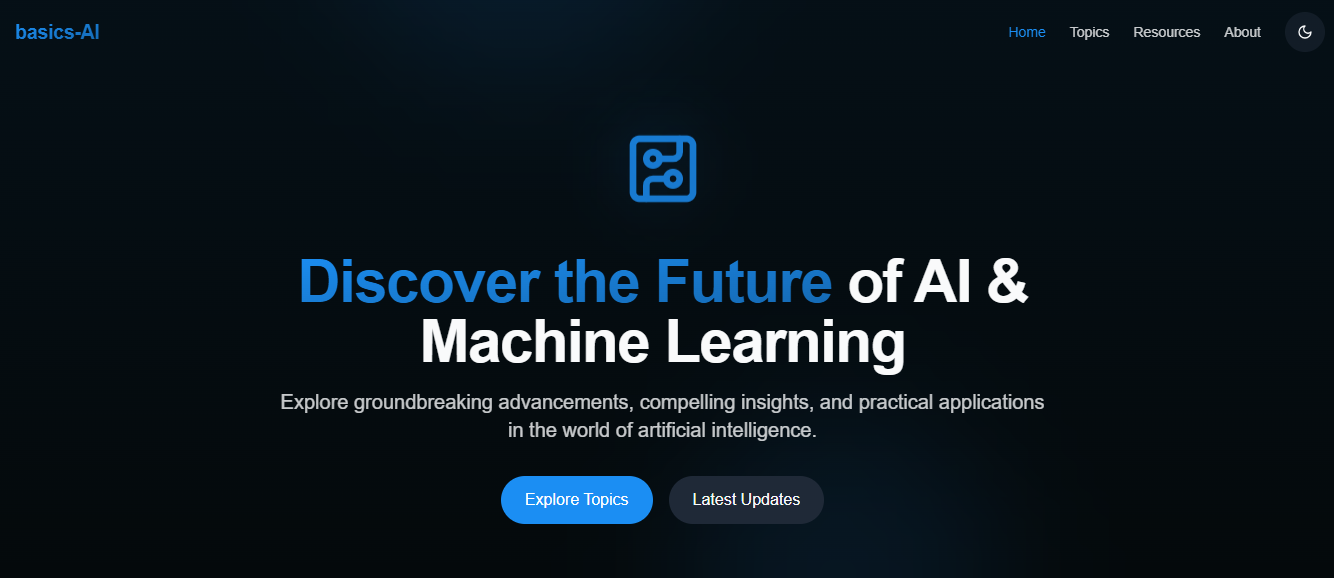 basics-AI
Home Topics Resources About
Discover the Future of AI &
Machine Learning
Explore groundbreaking advancements, compelling insights, and practical applications
in the world of artificial intelligence.
Explore Topics Latest Updates